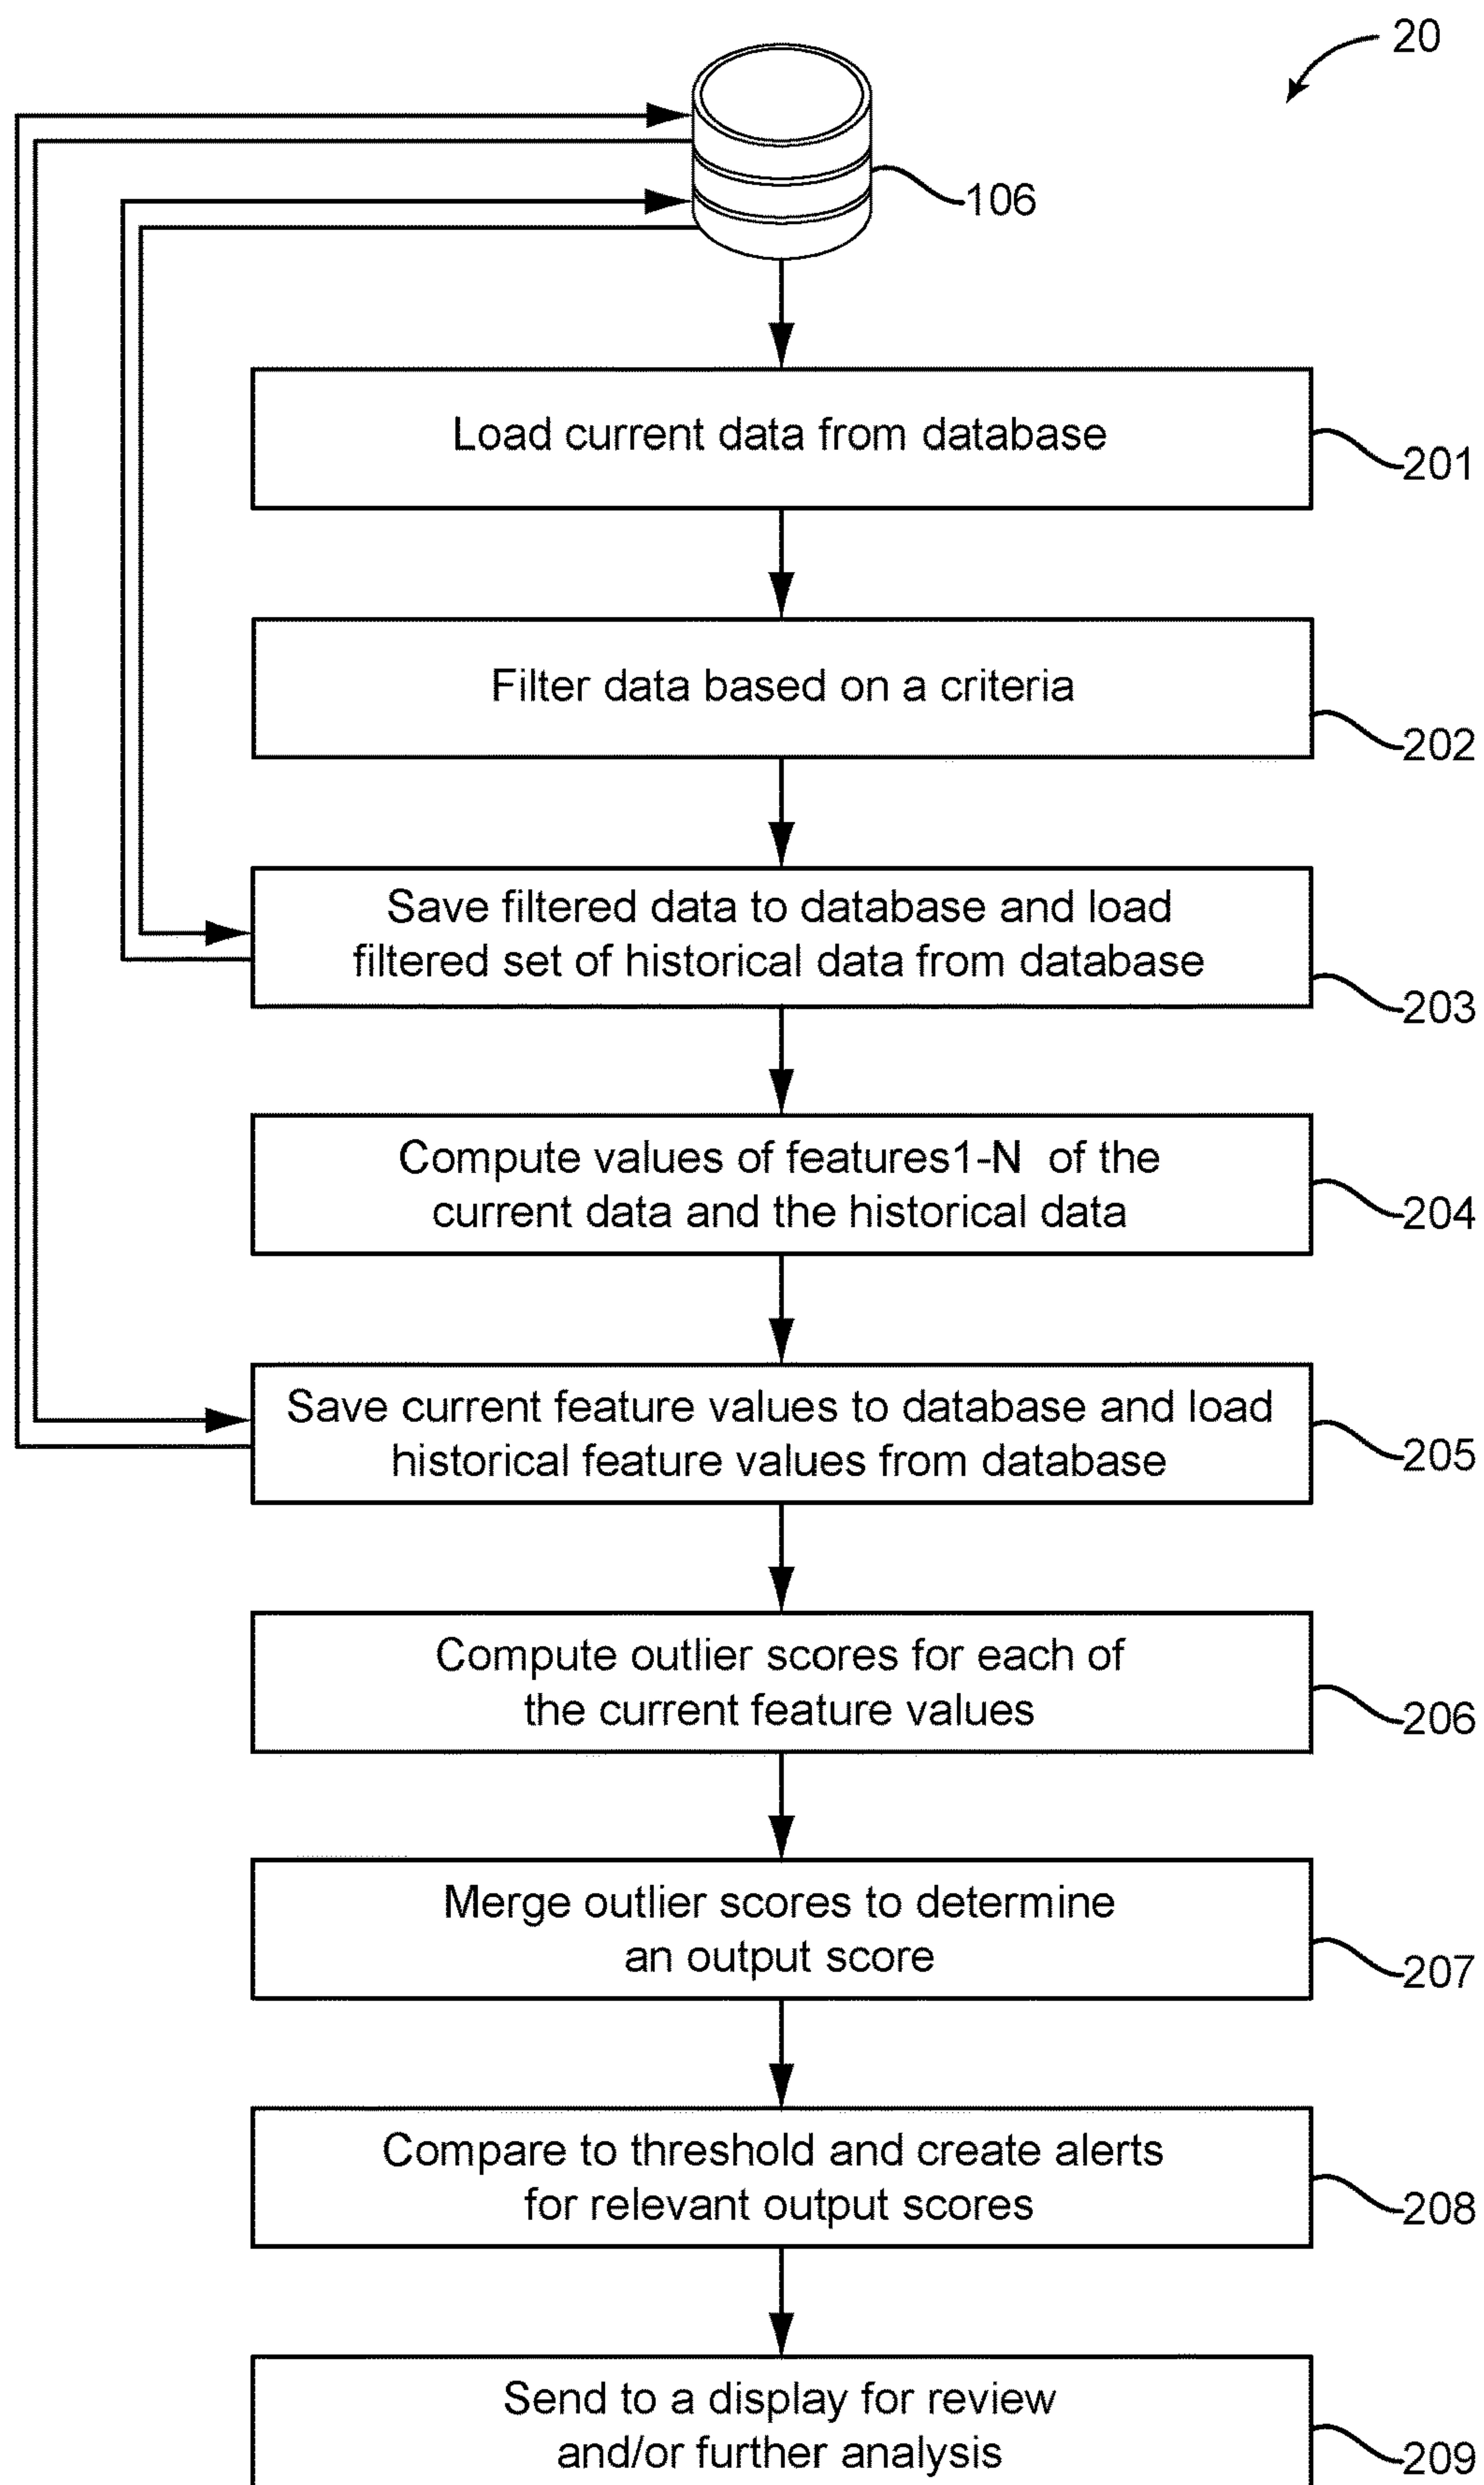 20
106
Load current data from database
201
Filter data based on a criteria
202
Save filtered data to database and load
filtered set of historical data from database
203
Compute values of features1-N of the
current data and the historical data
204
Save current feature values to database and load
historical feature values from database
205
Compute outlier scores for each of
the current feature values
206
Merge outlier scores to determine
an output score
207
Compare to threshold and create alerts
for relevant output scores
208
Send to a display for review
and/or further analysis
209